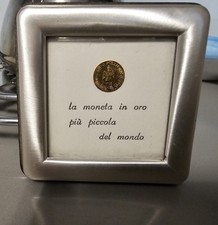 la moneta in oro
più piccola
del mondo